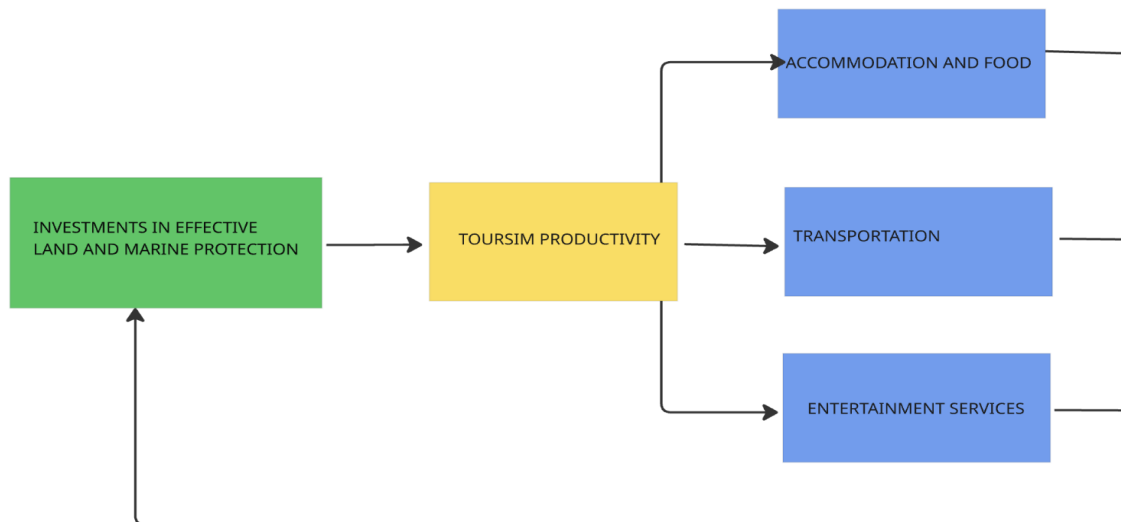 ACCOMMODATION AND FOOD
INVESTMENTS IN EFFECTIVE
LAND AND MARINE PROTECTION
TOURSIM PRODUCTIVITY
TRANSPORTATION
ENTERTAINMENT SERVICES